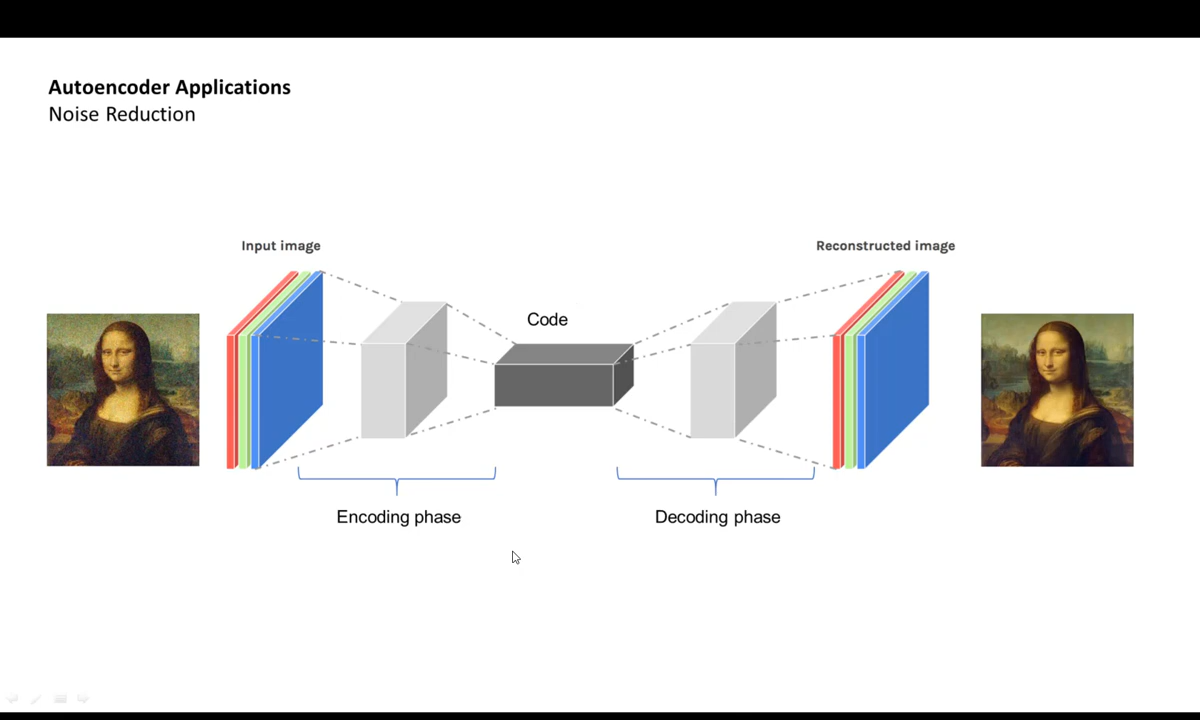 Autoencoder Applications
Noise Reduction
Input image
Reconstructed image
Code
Encoding phase
Decoding phase